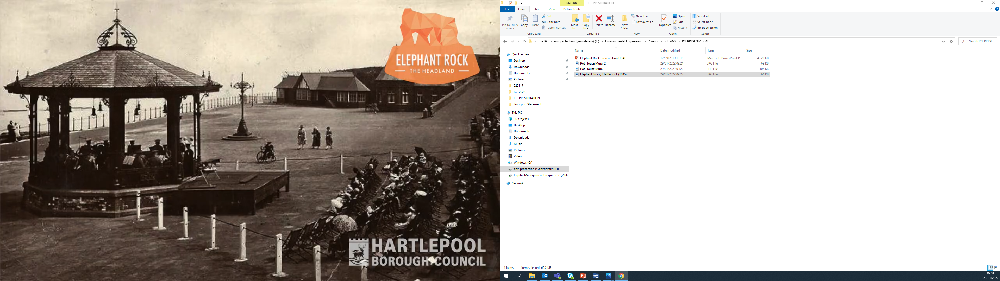 ELEPHANT ROCK
THE HEADLAND
HARTLEPOOL
BOROUGH COUNCIL
Manage
ICE PRESENTATION
File
Home
Share
View
Picture Tools
Pin to Quick access
Copy
Paste
Cut
Copy path
Paste shortcut
Clipboard
Move to
Copy to
Delete
Rename
Organise
New folder
New item
Easy access
New
Properties
Open
Edit
History
Open
Select all
Select none
Invert selection
Select
This PC > env_protection (\\envdevsrv) (F:) > Environmental Engineering > Awards > ICE 2022 > ICE PRESENTATION
Search ICE PRESE...
Quick access
Desktop
Downloads
Documents
Pictures
220117
ICE 2022
ICE PRESENTATION
Transport Statement
This PC
3D Objects
Desktop
Documents
Downloads
Music
Pictures
Videos
Windows (C:)
env_protection (\\envdevsrv) (F:)
Capital Management Programme (\\files
Network
Name Date modified Type Size
Elephant Rock Presentation DRAFT 12/09/2019 10:18 Microsoft PowerPoint P... 4,021 KB
Pot House Mural 2 29/01/2022 09:21 JPG File 69 KB
Pot House Mural 29/01/2022 09:20 JFIF File 104 KB
Elephant_Rock,_Hartlepool_(1886) 29/01/2022 09:27 JPG File 61 KB
4 items 1 item selected 60.2 KB
09:31
29/01/2022